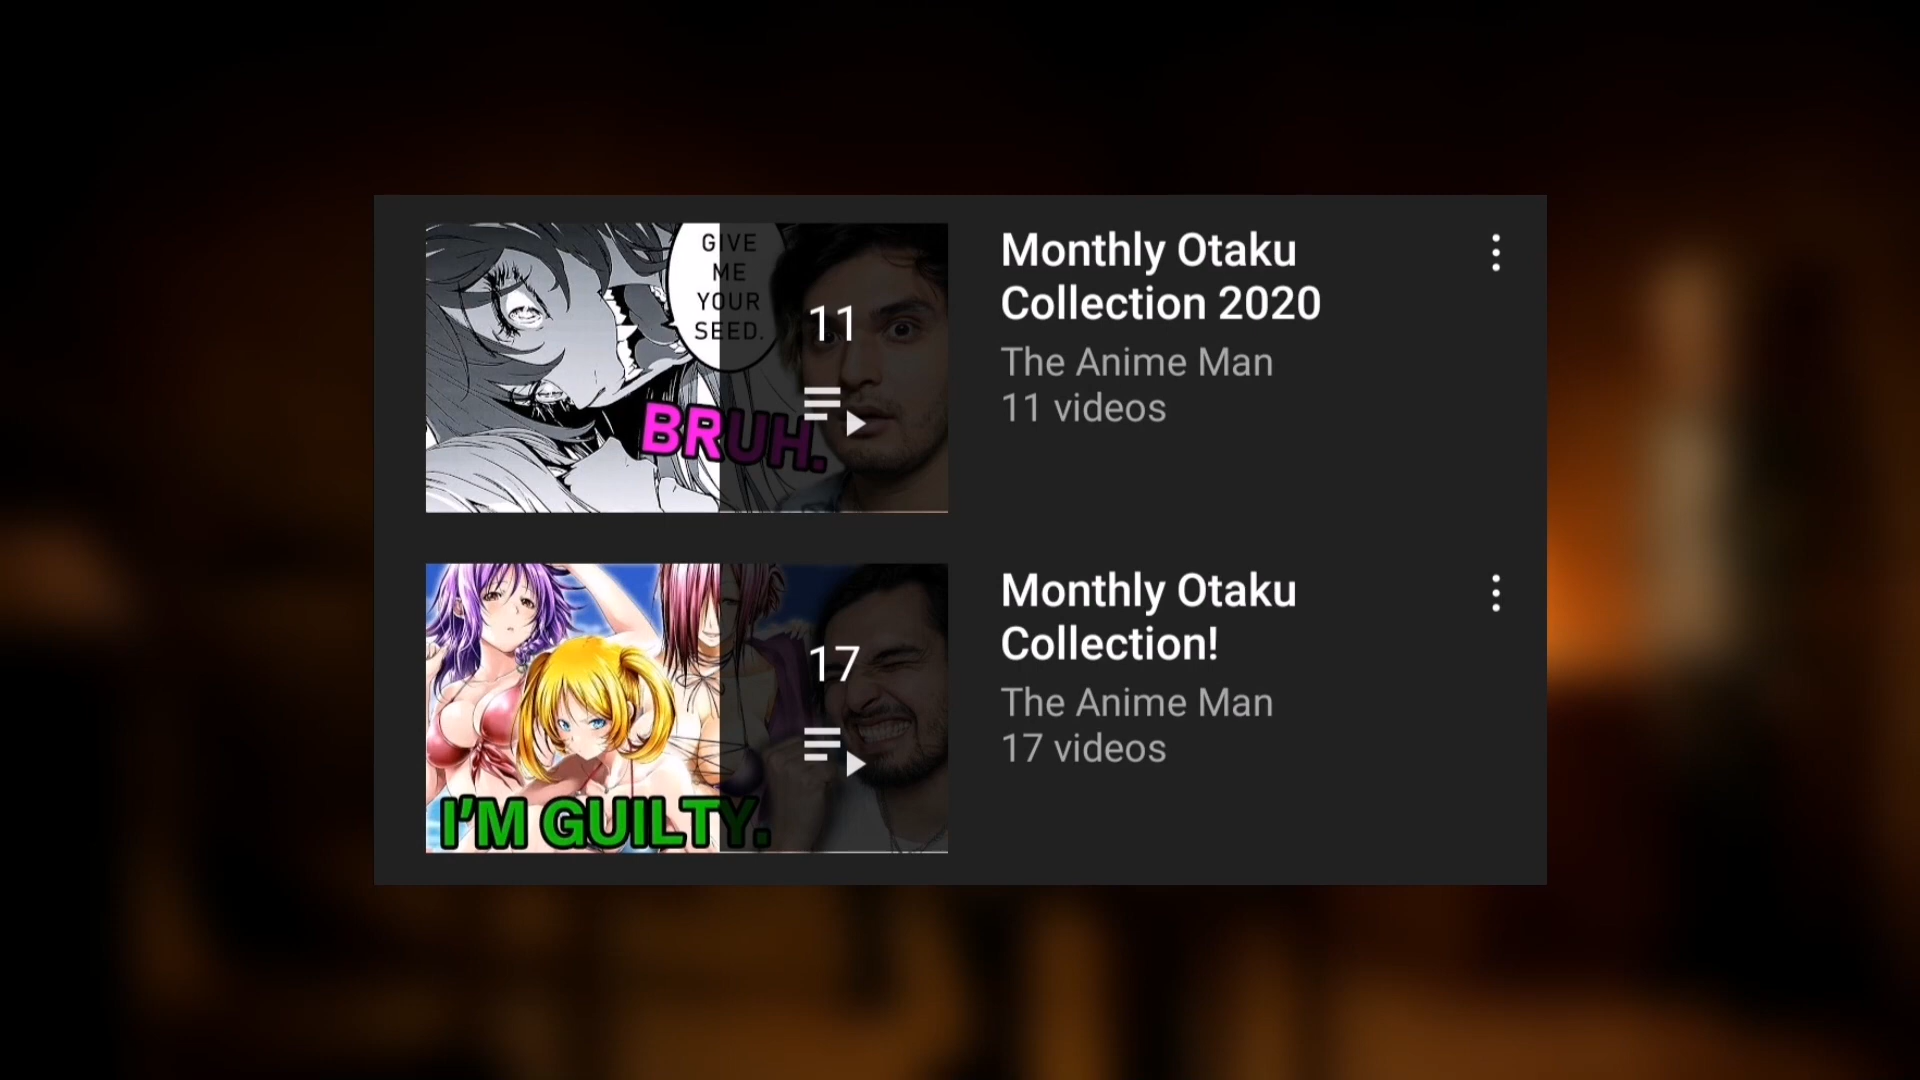 GIVE
ME
YOUR
SEED.
BRUH.
11
Monthly Otaku
Collection 2020
The Anime Man
11 videos
I'M GUILTY.
17
Monthly Otaku
Collection!
The Anime Man
17 videos